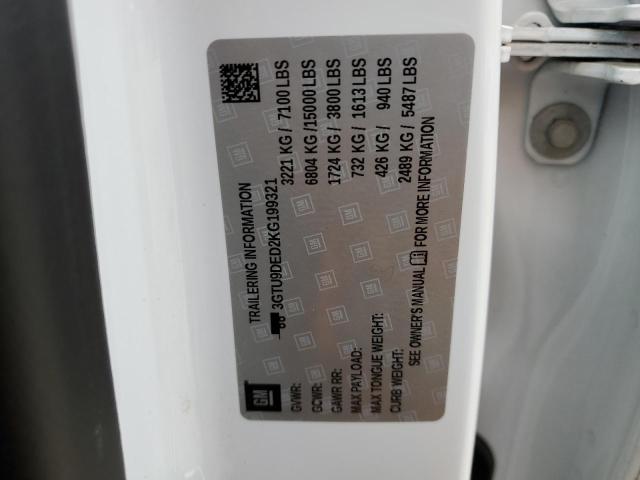 TRAILERING INFORMATION
3GTU9DED2KG199321
GVWR: 3221 KG / 7100 LBS
GCWR: 6804 KG /15000 LBS
GAWR RR: 1724 KG / 3800 LBS
MAX PAYLOAD: 732 KG / 1613 LBS
MAX TONGUE WEIGHT: 426 KG / 940 LBS
CURB WEIGHT: 2489 KG / 5487 LBS
SEE OWNER'S MANUAL FOR MORE INFORMATION
GM